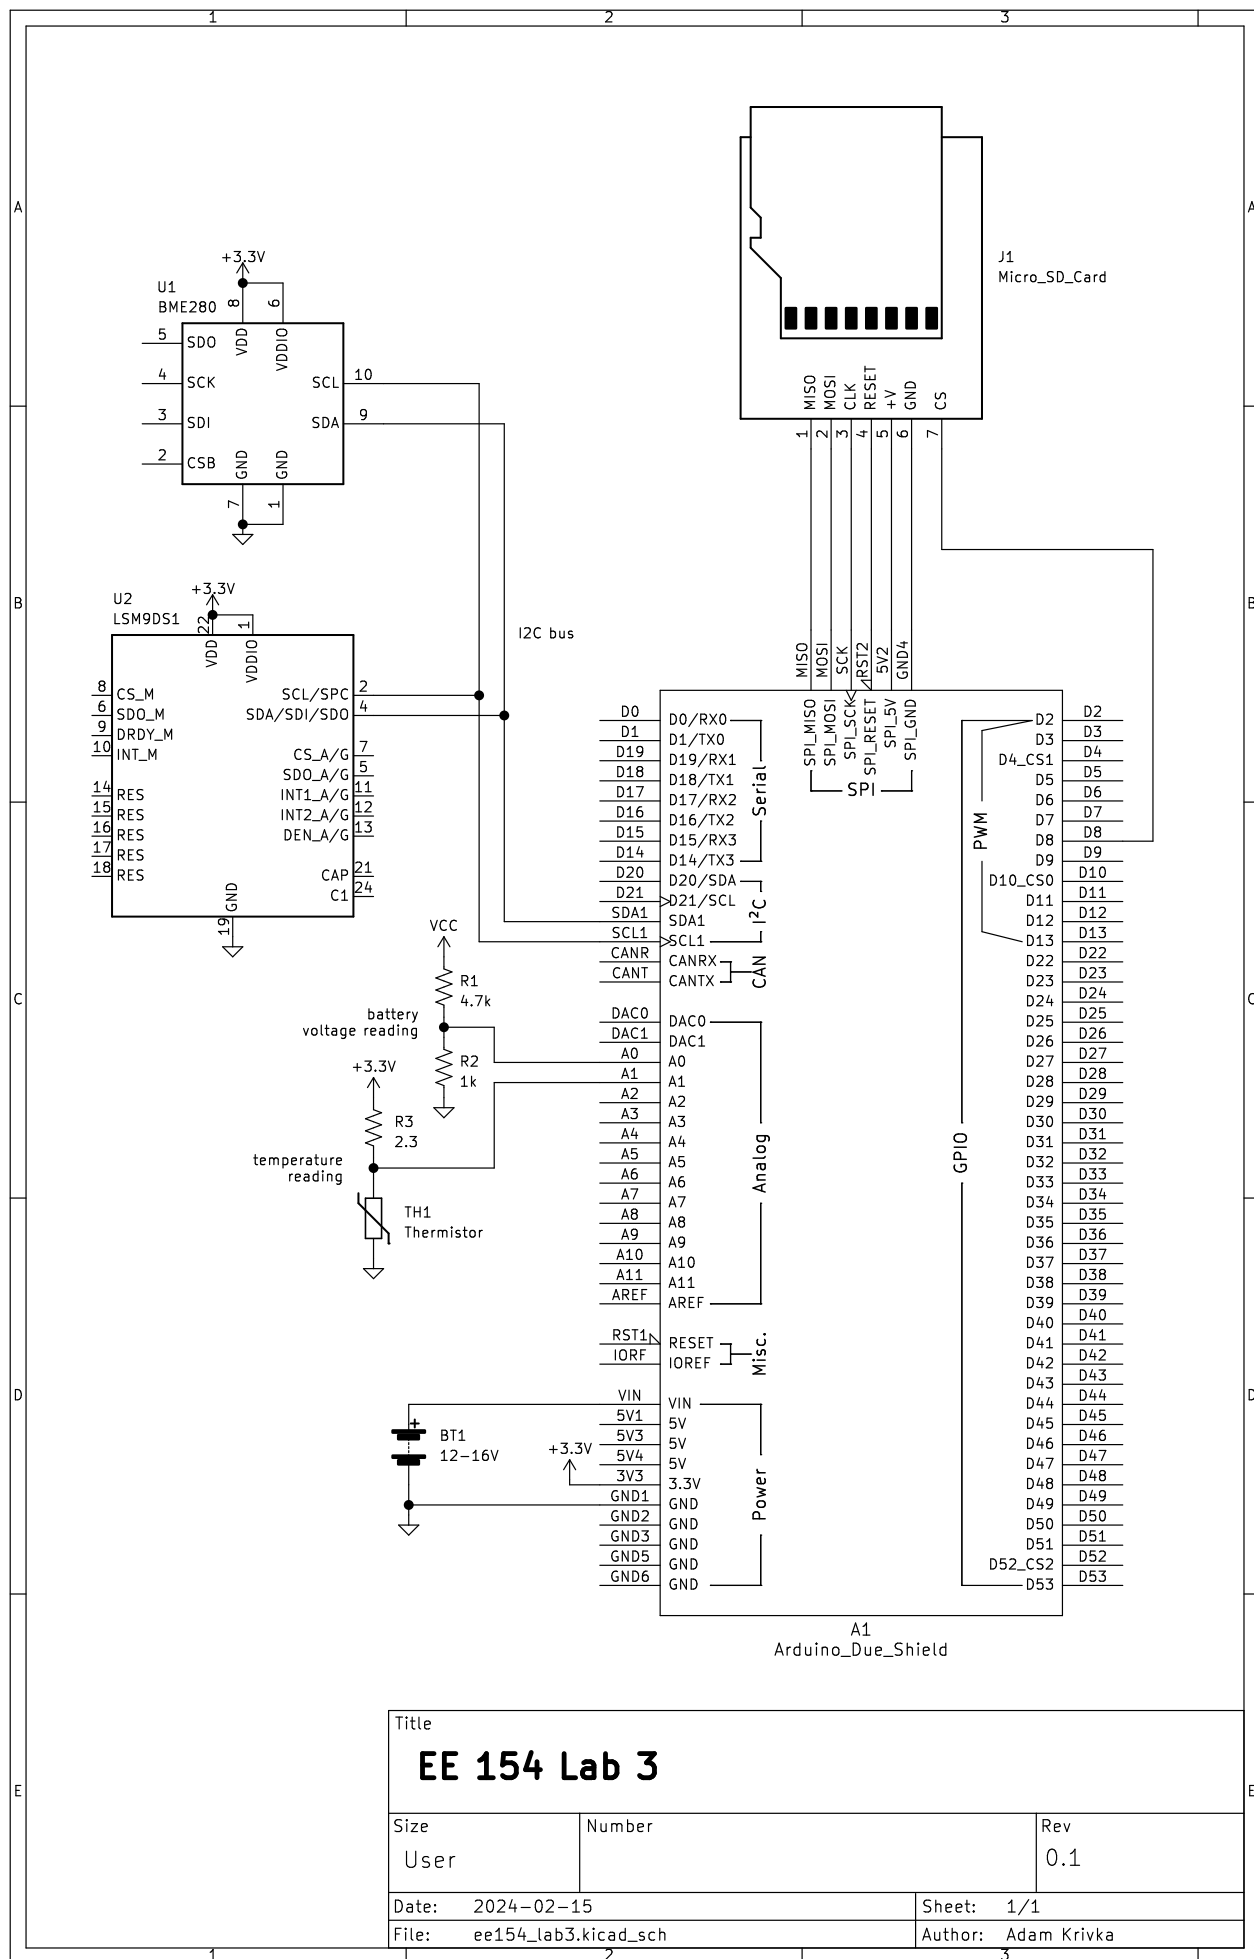 1 2 3
A A
B B
C C
D D
E E
1 2 3
J1
Micro_SD_Card
MISO
MOSI
CLK
RESET
+V
GND
CS
1
2
3
4
5
6
7
+3.3V
U1
BME280
8
6
VDD
VDDIO
5 SDO
4 SCK
3 SDI
2 CSB
SCL 10
SDA 9
GND
GND
7
1
+3.3V
U2
LSM9DS1
22
1
VDD
VDDIO
8 CS_M
6 SDO_M
9 DRDY_M
10 INT_M
14 RES
15 RES
16 RES
17 RES
18 RES
SCL/SPC 2
SDA/SDI/SDO 4
CS_A/G 7
SDO_A/G 5
INT1_A/G 11
INT2_A/G 12
DEN_A/G 13
CAP 21
C1 24
GND
19
I2C bus
MISO
MOSI
SCK
RST2
5V2
GND4
SPI_MISO
SPI_MOSI
SPI_SCK
SPI_RESET
SPI_5V
SPI_GND
SPI
D0 D0/RX0
D1 D1/TX0
D19 D19/RX1
D18 D18/TX1
D17 D17/RX2
D16 D16/TX2
D15 D15/RX3
D14 D14/TX3
Serial
D20 D20/SDA
D21 D21/SCL
SDA1 SDA1
SCL1 SCL1
I²C
CANR CANRX
CANT CANTX
CAN
DAC0 DAC0
DAC1 DAC1
A0 A0
A1 A1
A2 A2
A3 A3
A4 A4
A5 A5
A6 A6
A7 A7
A8 A8
A9 A9
A10 A10
A11 A11
AREF AREF
Analog
RST1 RESET
IORF IOREF
Misc.
VIN VIN
5V1 5V
5V3 5V
5V4 5V
3V3 3.3V
GND1 GND
GND2 GND
GND3 GND
GND5 GND
GND6 GND
Power
D2 D2
D3 D3
D4_CS1 D4
D5 D5
D6 D6
D7 D7
D8 D8
D9 D9
D10_CS0 D10
D11 D11
D12 D12
D13 D13
PWM
D22 D22
D23 D23
D24 D24
D25 D25
D26 D26
D27 D27
D28 D28
D29 D29
D30 D30
D31 D31
D32 D32
D33 D33
D34 D34
D35 D35
D36 D36
D37 D37
D38 D38
D39 D39
D40 D40
D41 D41
D42 D42
D43 D43
D44 D44
D45 D45
D46 D46
D47 D47
D48 D48
D49 D49
D50 D50
D51 D51
D52_CS2 D52
D53 D53
GPIO
VCC
R1
4.7k
battery
voltage reading
R2
1k
+3.3V
R3
2.3
temperature
reading
TH1
Thermistor
+
BT1
12-16V
+3.3V
A1
Arduino_Due_Shield
Title
EE 154 Lab 3
Size
User
Number
Rev
0.1
Date: 2024-02-15
Sheet: 1/1
File: ee154_lab3.kicad_sch
Author: Adam Krivka